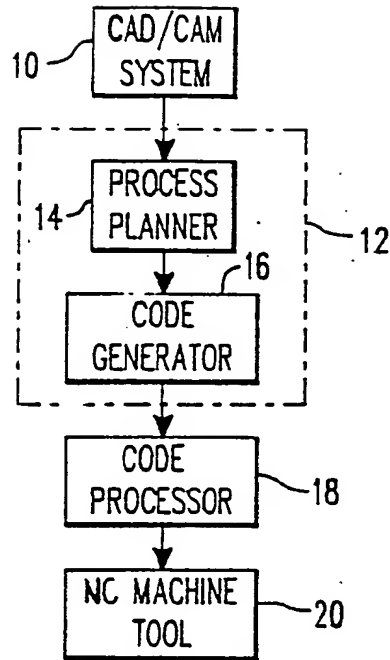 10
CAD/CAM
SYSTEM
14
PROCESS
PLANNER
12
16
CODE
GENERATOR
CODE
PROCESSOR
18
NC MACHINE
TOOL
20